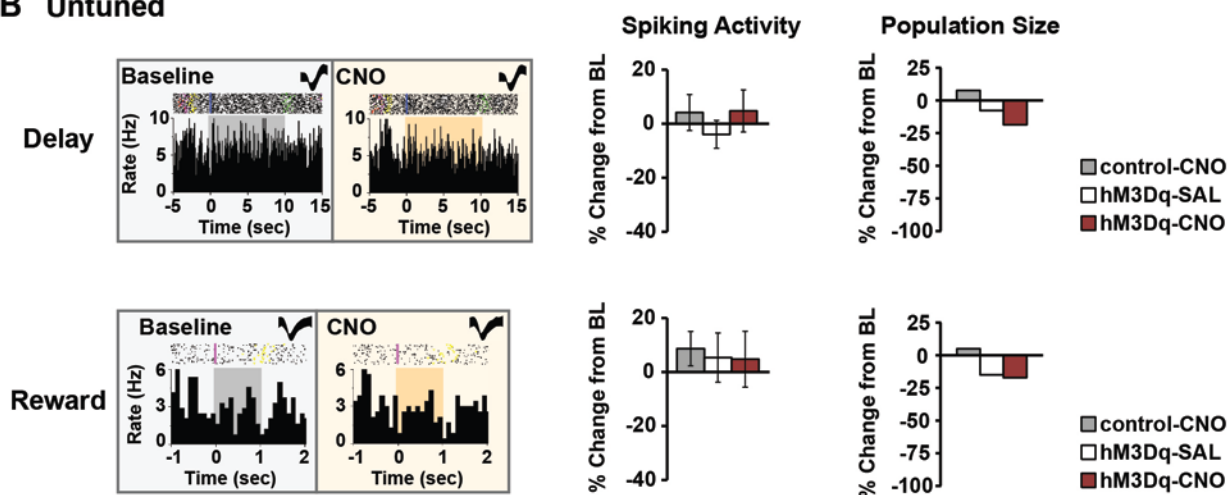 B Untuned
Spiking Activity
Population Size
Delay
Baseline
CNO
Rate (Hz)
10
5
0
-5 0 5 10 15
Time (sec)
10
5
0
-5 0 5 10 15
Time (sec)
% Change from BL
20
0
-20
-40
% Change from BL
25
0
-25
-50
-75
-100
control-CNO
hM3Dq-SAL
hM3Dq-CNO
Reward
Baseline
CNO
Rate (Hz)
6
3
0
-1 0 1 2
Time (sec)
6
3
0
-1 0 1 2
Time (sec)
% Change from BL
20
0
-20
-40
% Change from BL
25
0
-25
-50
-75
-100
control-CNO
hM3Dq-SAL
hM3Dq-CNO